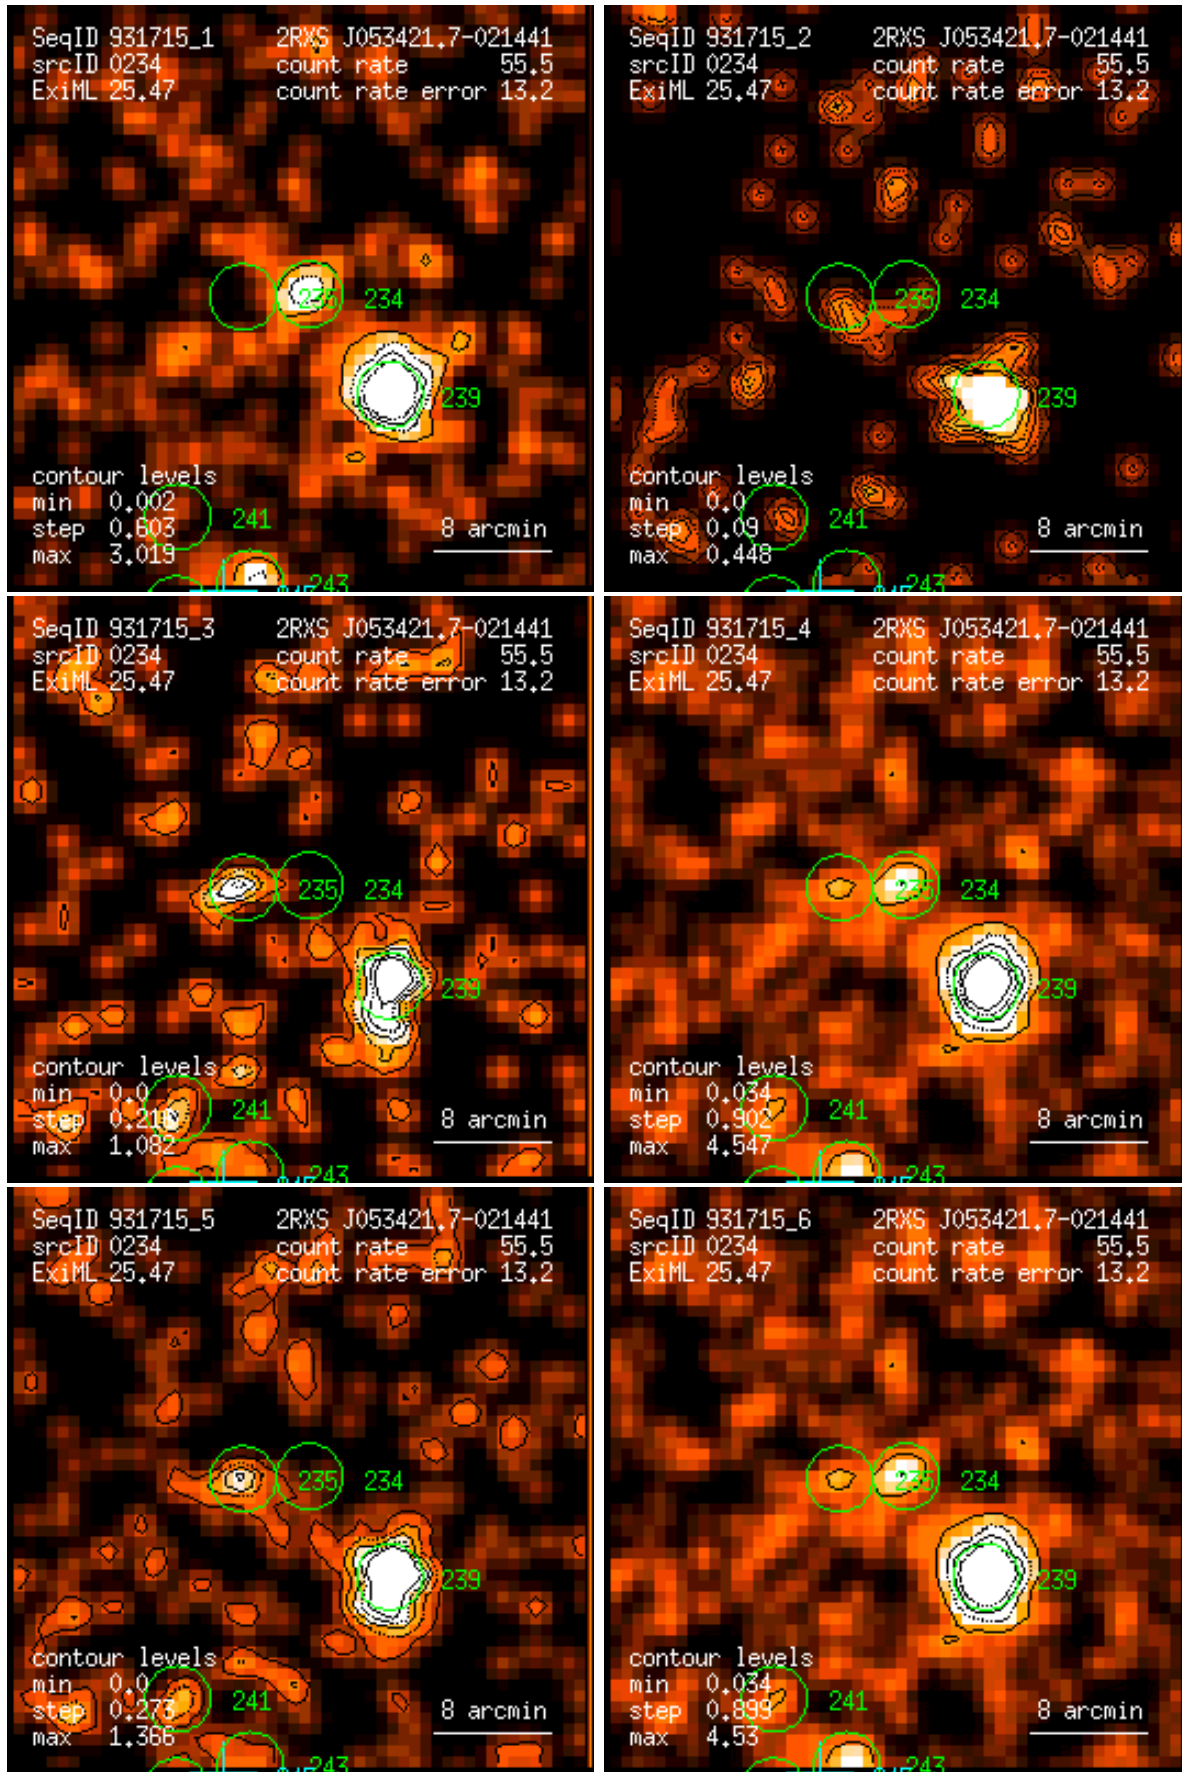 SeqID 931715_1 2RXS J053421.7-021441
srcID 0234 count rate 55.5
ExiML 25.47 count rate error 13.2
235 234
239
contour levels
min 0.002
step 0.603 241 8 arcmin
max 3.019
243
SeqID 931715_2 2RXS J053421.7-021441
srcID 0234 count rate 55.5
ExiML 25.47 count rate error 13.2
235 234
239
contour levels
min 0.0
step 0.09 241 8 arcmin
max 0.448
243
SeqID 931715_3 2RXS J053421.7-021441
srcID 0234 count rate 55.5
ExiML 25.47 count rate error 13.2
235 234
239
contour levels
min 0.0
step 241 8 arcmin
max 1.082
243
SeqID 931715_4 2RXS J053421.7-021441
srcID 0234 count rate 55.5
ExiML 25.47 count rate error 13.2
235 234
239
contour levels
min 0.034
step 0.902 241 8 arcmin
max 4.547
243
SeqID 931715_5 2RXS J053421.7-021441
srcID 0234 count rate 55.5
ExiML 25.47 count rate error 13.2
235 234
239
contour levels
min 0.0
step 0.273 241 8 arcmin
max 1.366
243
SeqID 931715_6 2RXS J053421.7-021441
srcID 0234 count rate 55.5
ExiML 25.47 count rate error 13.2
235 234
239
contour levels
min 0.034
step 0.899 241 8 arcmin
max 4.53
243